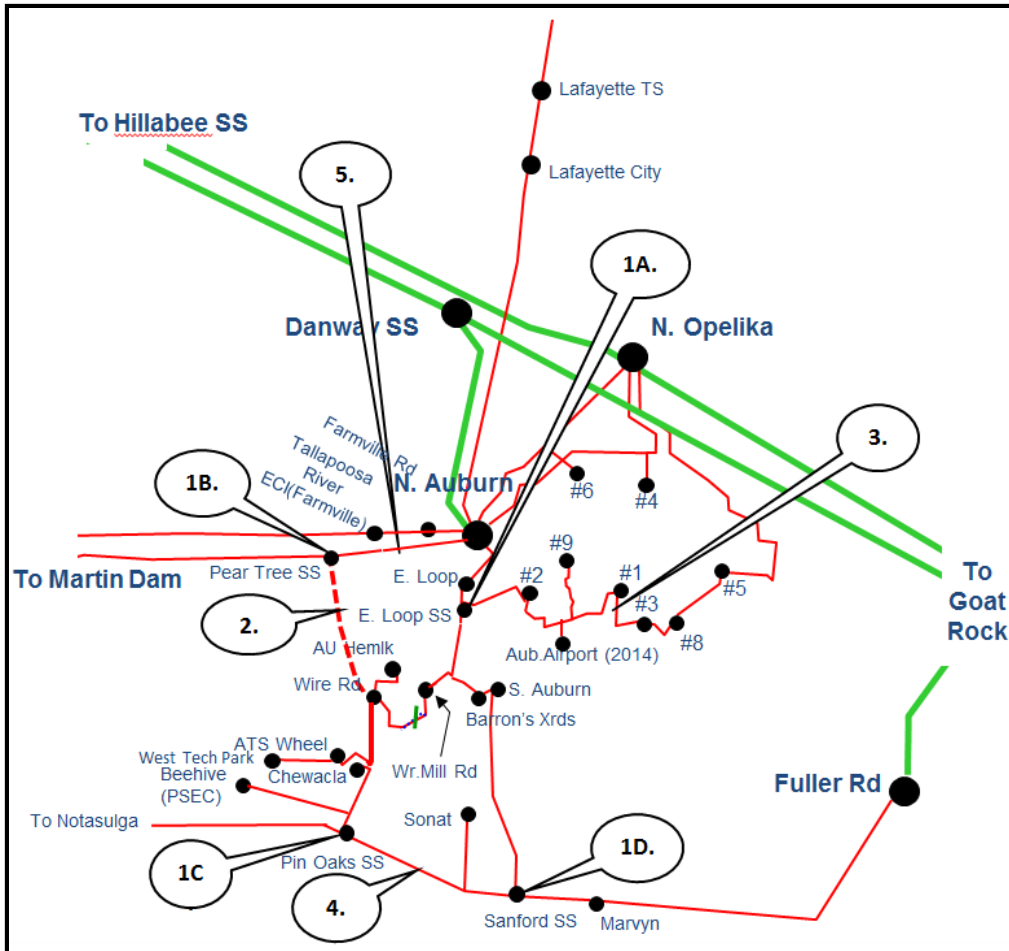 Lafayette TS
To Hillabee SS
Lafayette City
5.
1A.
Danway SS
N. Opelika
3.
Farmville Rd
Tallapoosa
River
ECI(Farmville)
N. Auburn
1B.
#6
#4
To Martin Dam
Pear Tree SS
E. Loop
#9
#2
#1
#5
To
Goat
Rock
2.
E. Loop SS
#3
#8
AU Hemlk
Aub.Airport (2014)
Wire Rd
S. Auburn
Barron's Xrds
ATS Wheel
West Tech Park
Beehive
(PSEC)
Chewacla
Wr.Mill Rd
Fuller Rd
To Notasulga
Sonat
1C
Pin Oaks SS
1D.
4.
Sanford SS
Marvyn